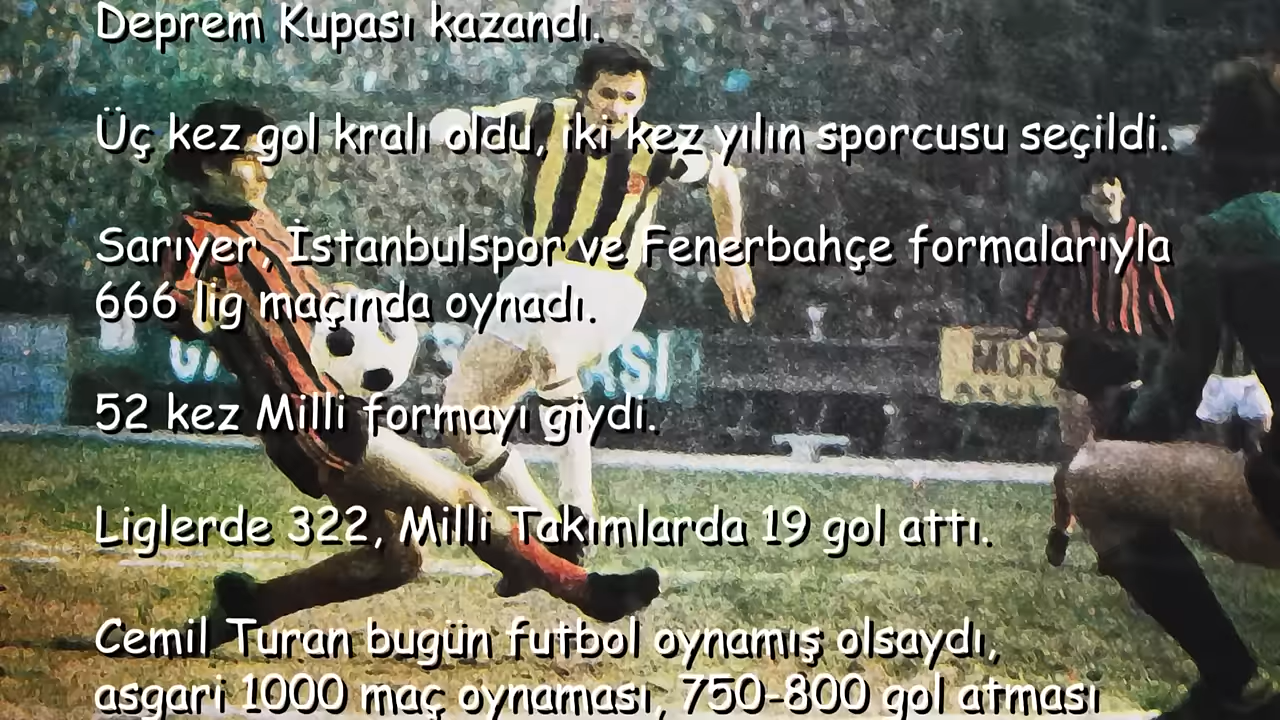 Deprem Kupası kazandı.
Üç kez gol kralı oldu, iki kez yılın sporcusu seçildi.
Sarıyer, İstanbulspor ve Fenerbahçe formalarıyla
666 lig maçında oynadı.
52 kez Milli formayı giydi.
Liglerde 322, Milli Takımlarda 19 gol attı.
Cemil Turan bugün futbol oynamış olsaydı,
asgari 1000 maç oynaması, 750-800 gol atması